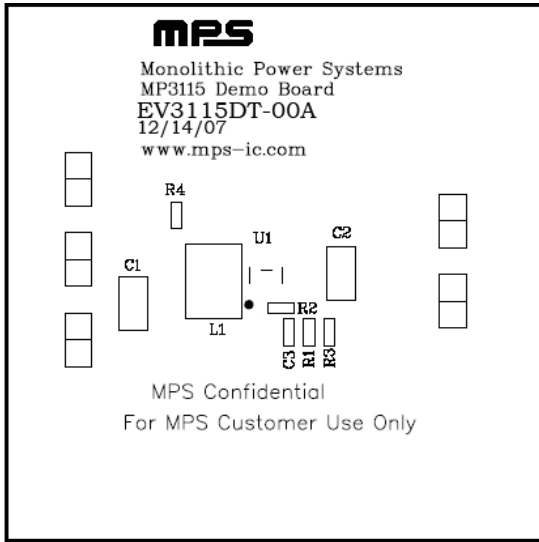 mps
Monolithic Power Systems
MP3115 Demo Board
EV3115DT-00A
12/14/07
www.mps-ic.com
R4
U1
C2
C1
R2
L1
C3
R1
R3
MPS Confidential
For MPS Customer Use Only